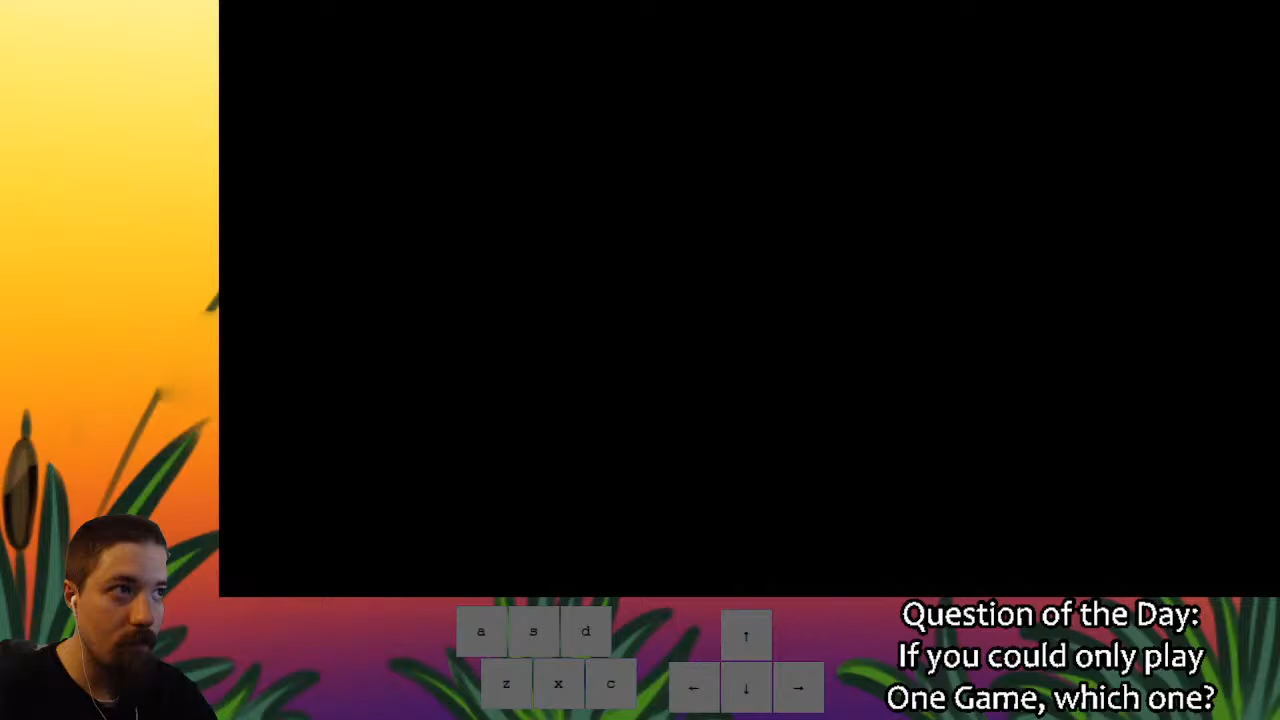 a s d
z x c
↑
← ↓ →
Question of the Day:
If you could only play
One Game, which one?